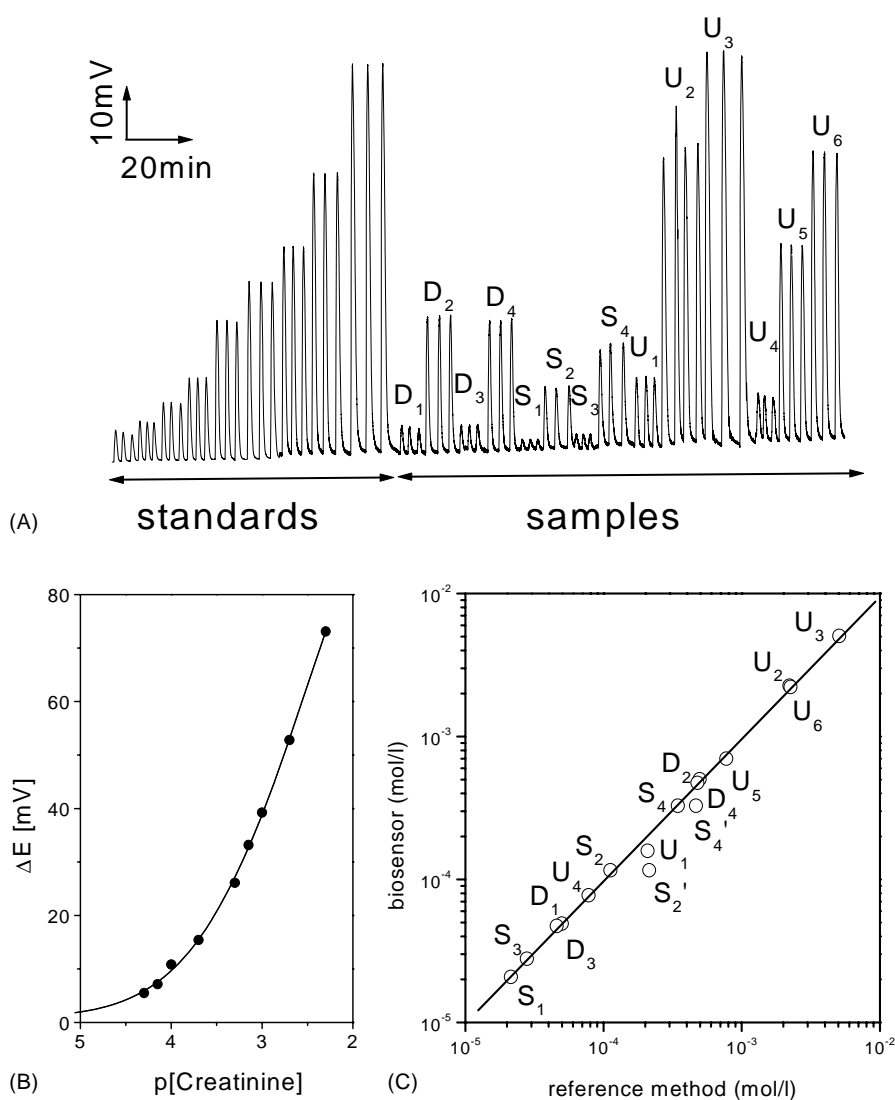 10mV
20min
D₁
D₂
D₃
D₄
S₁
S₂
S₃
S₄
U₁
U₂
U₃
U₄
U₅
U₆
standards
samples
(A)
80
60
40
20
0
5
4
3
2
ΔE [mV]
p[Creatinine]
(B)
10⁻²
10⁻³
10⁻⁴
10⁻⁵
biosensor (mol/l)
U₃
U₂
U₆
D₂
U₅
S₄
D₄
S₄'
S₂
U₁
U₄
S₂'
D₁
S₃
D₃
S₁
10⁻⁵
10⁻⁴
10⁻³
10⁻²
reference method (mol/l)
(C)